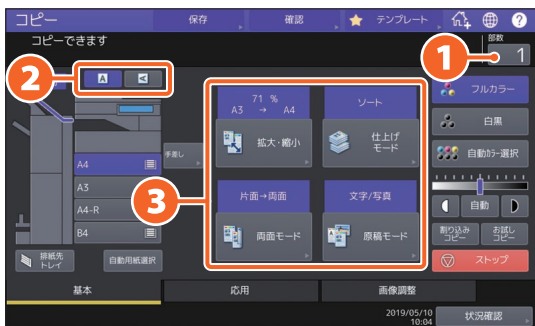 コピー
保存
確認
テンプレート
?
コピーできます
部数
1
1
2
A
A
フルカラー
71 %
A3 → A4
ソート
白黒
拡大・縮小
仕上げ
モード
手差し
自動ｶﾗｰ選択
A4
A3
3
片面→両面
文字/写真
A4-R
自動
B4
両面モード
原稿モード
割り込み
コピー
お試し
コピー
排紙先
トレイ
自動用紙選択
ストップ
基本
応用
画像調整
2019/05/10
10:04
状況確認